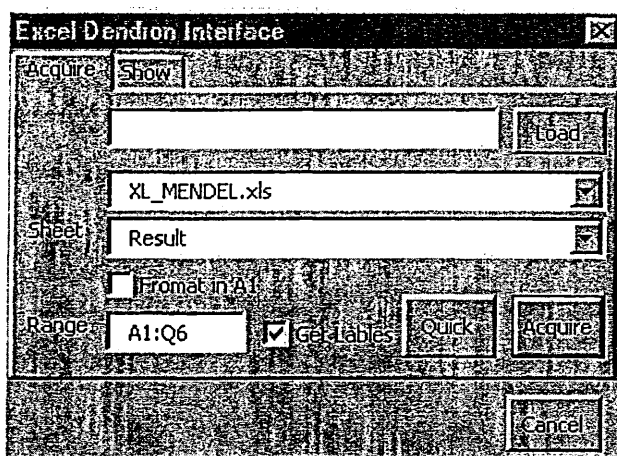 Excel Dendron Interface
Acquire Show
Load
XL_MENDEL.xls
Sheet Result
Fromat in A1
Range: A1:Q6 Get Lables Quick Acquire
Cancel